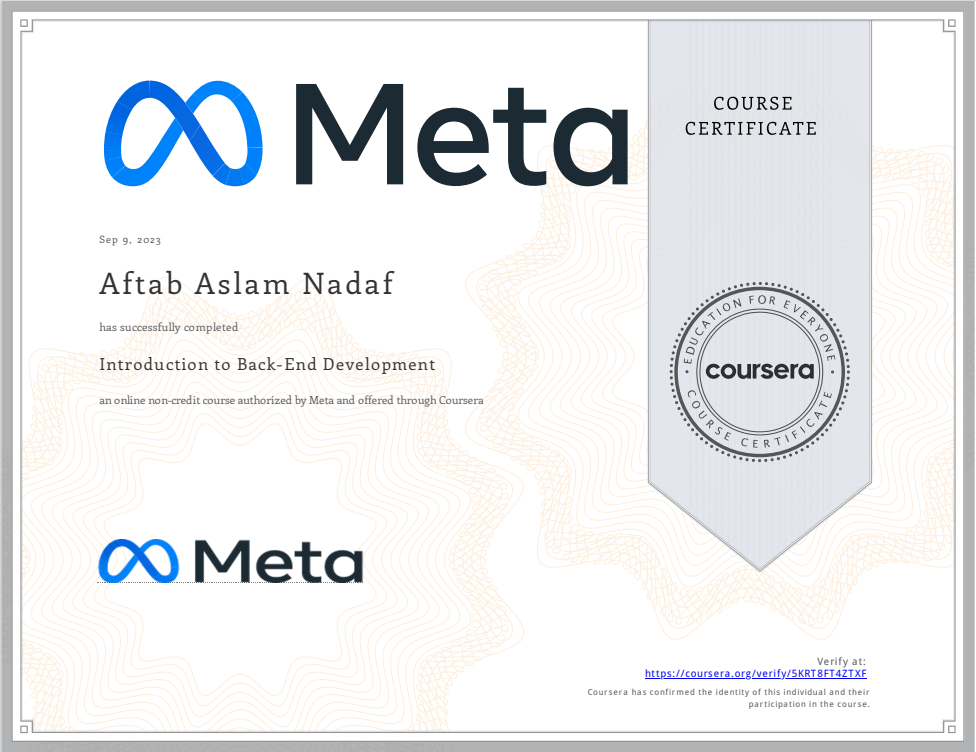 Meta
COURSE
CERTIFICATE
Sep 9, 2023
Aftab Aslam Nadaf
has successfully completed
Introduction to Back-End Development
an online non-credit course authorized by Meta and offered through Coursera
EDUCATION FOR EVERYONE
coursera
COURSE CERTIFICATE
Meta
Verify at:
https://coursera.org/verify/5KRT8FT4ZTXF
Coursera has confirmed the identity of this individual and their
participation in the course.